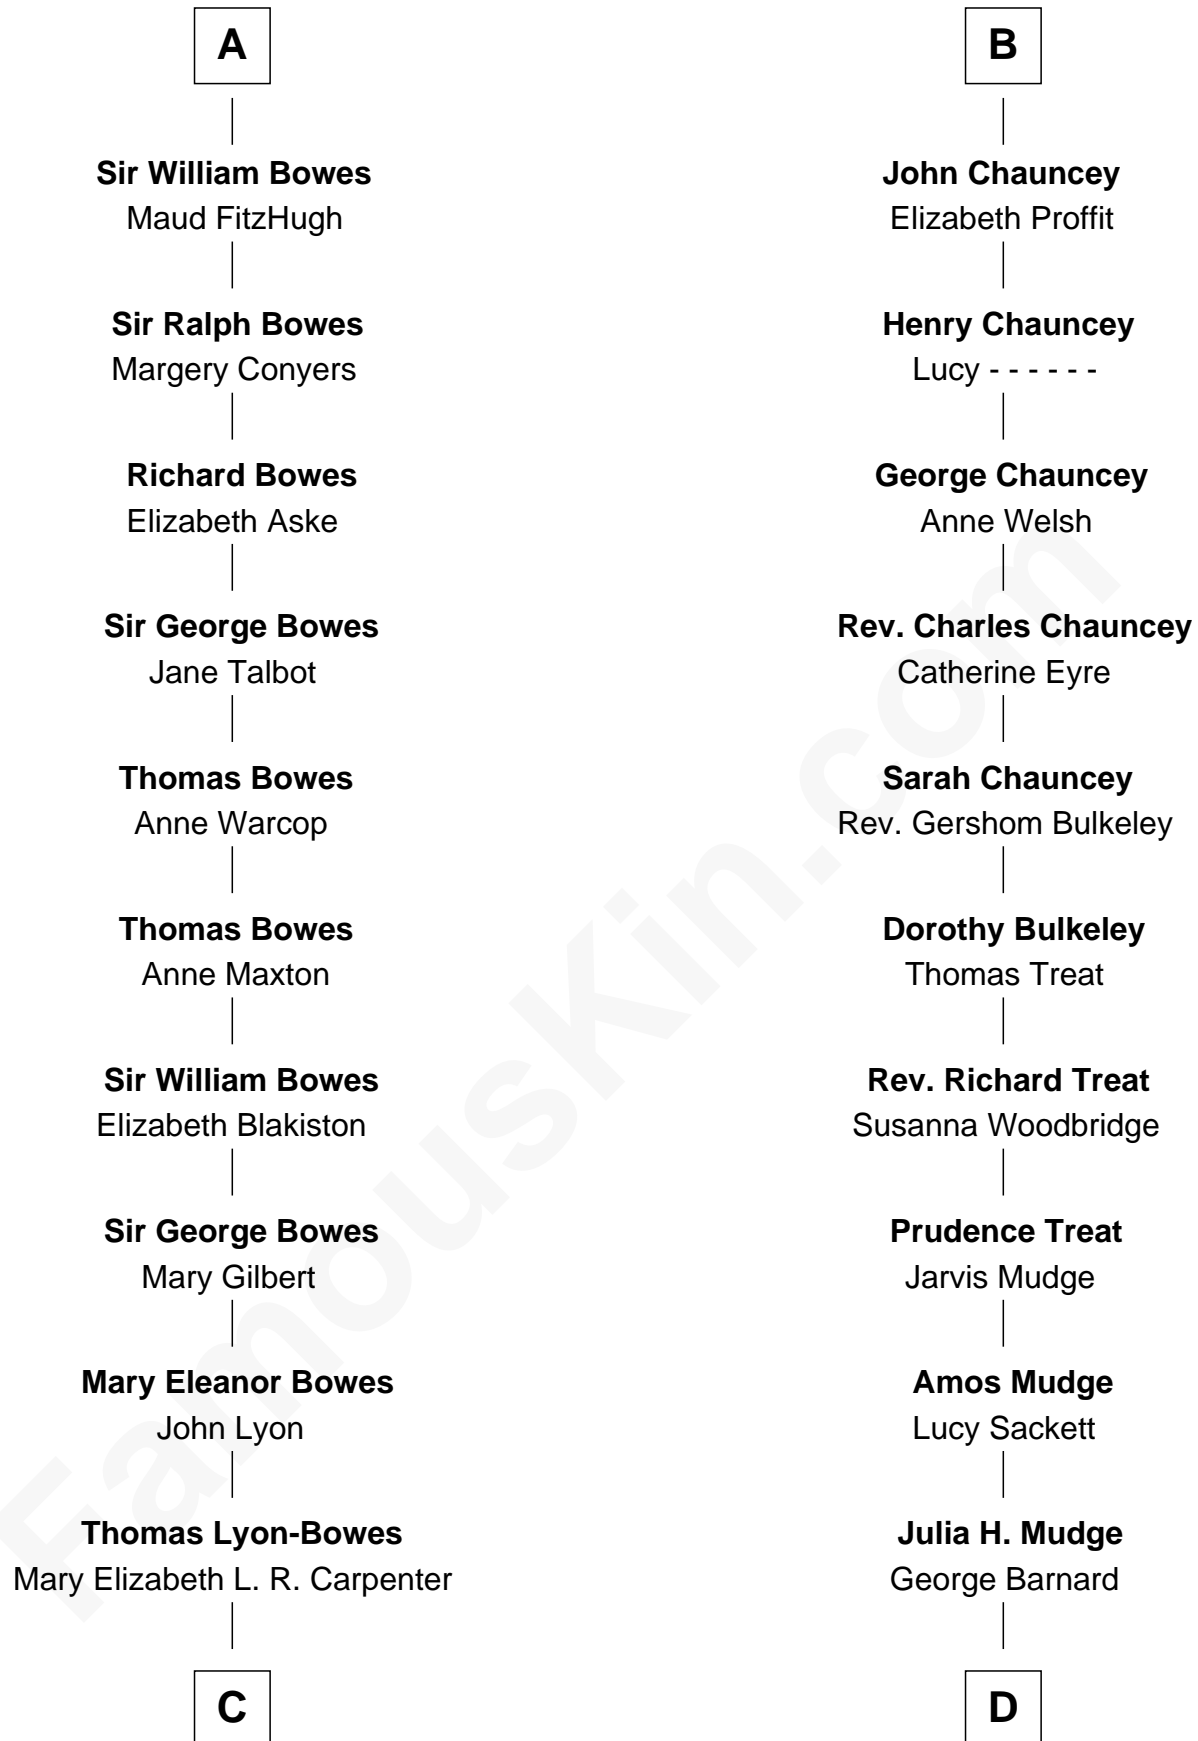 A
Sir William Bowes
Maud FitzHugh
Sir Ralph Bowes
Margery Conyers
Richard Bowes
Elizabeth Aske
Sir George Bowes
Jane Talbot
Thomas Bowes
Anne Warcop
Thomas Bowes
Anne Maxton
Sir William Bowes
Elizabeth Blakiston
Sir George Bowes
Mary Gilbert
Mary Eleanor Bowes
John Lyon
Thomas Lyon-Bowes
Mary Elizabeth L. R. Carpenter
C
B
John Chauncey
Elizabeth Proffit
Henry Chauncey
Lucy - - - - - -
George Chauncey
Anne Welsh
Rev. Charles Chauncey
Catherine Eyre
Sarah Chauncey
Rev. Gershom Bulkeley
Dorothy Bulkeley
Thomas Treat
Rev. Richard Treat
Susanna Woodbridge
Prudence Treat
Jarvis Mudge
Amos Mudge
Lucy Sackett
Julia H. Mudge
George Barnard
D
FamousKin.com